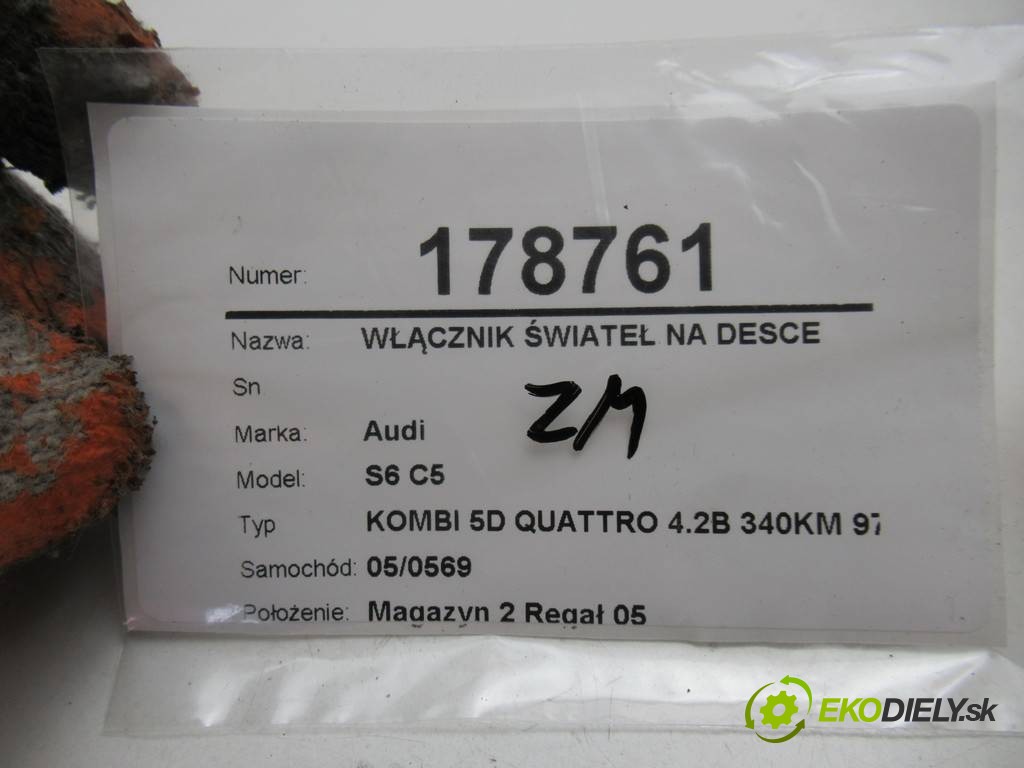 Numer: 178761
Nazwa: WŁĄCZNIK ŚWIATEŁ NA DESCE
Sn
ZM
Marka: Audi
Model: S6 C5
Typ KOMBI 5D QUATTRO 4.2B 340KM 97
Samochód: 05/0569
Położenie: Magazyn 2 Regał 05
EKODIELY.sk